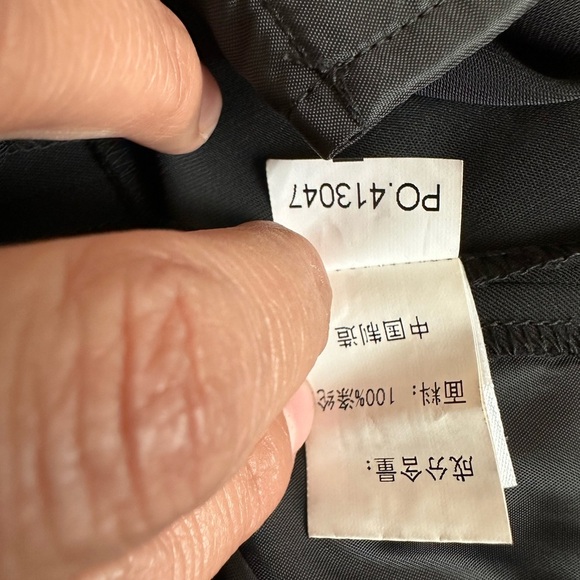 成分含量:
面料: 100%涤纶
中国制造
PO.413047